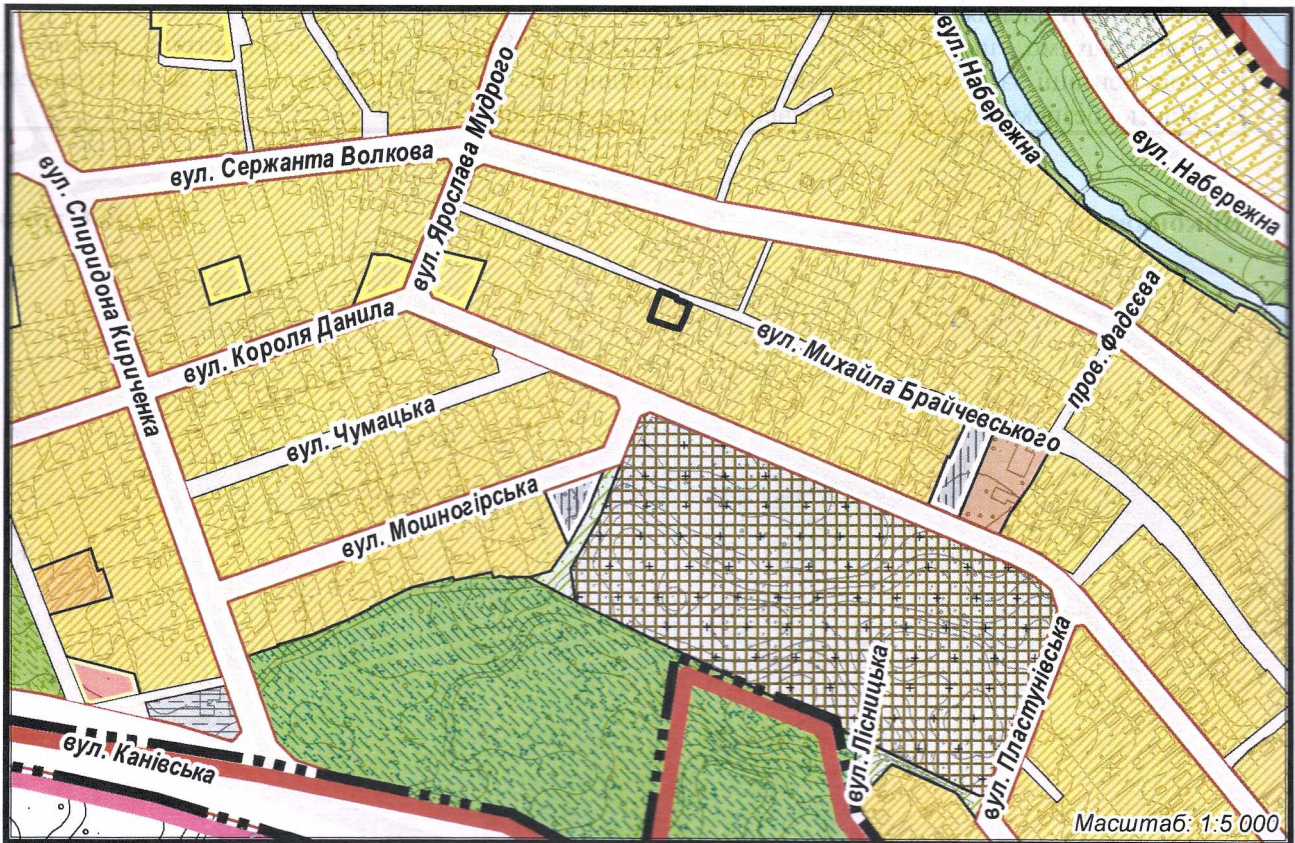 вул. Набережна
вул. Набережна
вул. Ярослава Мудрого
вул. Сержанта Волкова
вул. Спиридона Кириченка
вул. Короля Данила
вул. Михайла Брайчевського
пров. Фадєєва
вул. Чумацька
вул. Мошногірська
вул. Лісницька
вул. Пластунівська
вул. Канівська
Масштаб: 1:5 000